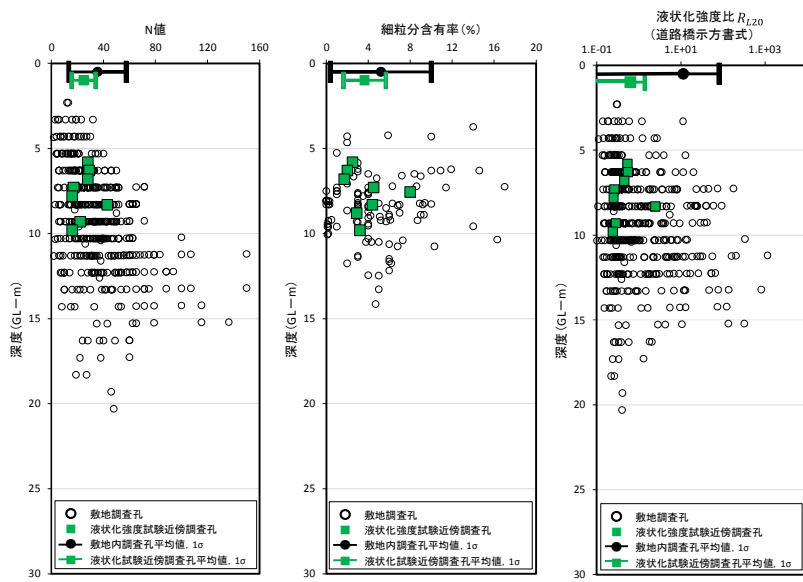 N値
0 40 80 120 160
0
5
10
15
20
25
30
深度(GL－m)
敷地調査孔
液状化強度試験近傍調査孔
敷地内調査孔平均値, 1σ
液状化試験近傍調査孔平均値, 1σ
細粒分含有率(%)
0 4 8 12 16 20
0
5
10
15
20
25
30
深度(GL－m)
敷地調査孔
液状化強度試験近傍調査孔
敷地内調査孔平均値, 1σ
液状化試験近傍調査孔平均値, 1σ
液状化強度比 R_L20
(道路橋示方書式)
1.E-01 1.E+01 1.E+03
0
5
10
15
20
25
30
深度(GL－m)
敷地調査孔
液状化強度試験近傍調査孔
敷地内調査孔平均値, 1σ
液状化試験近傍調査孔平均値, 1σ